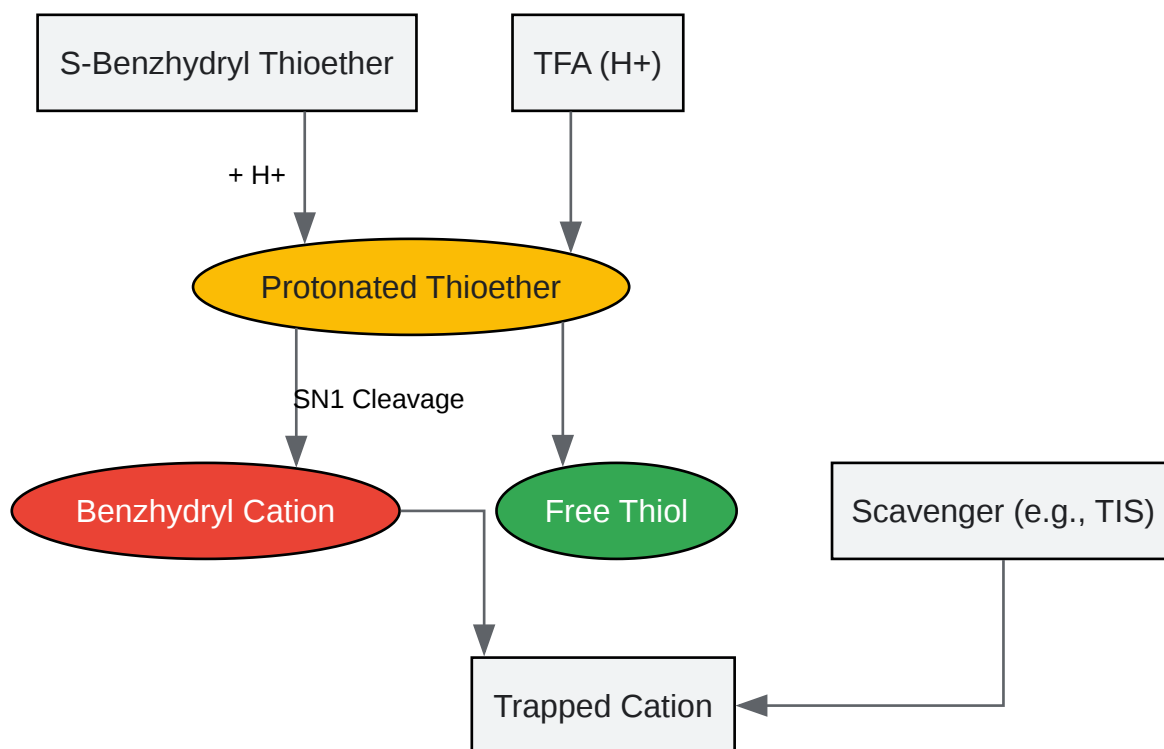 S-Benzhydryl Thioether
TFA (H+)
+ H+
Protonated Thioether
SN1 Cleavage
Benzhydryl Cation
Free Thiol
Scavenger (e.g., TIS)
Trapped Cation